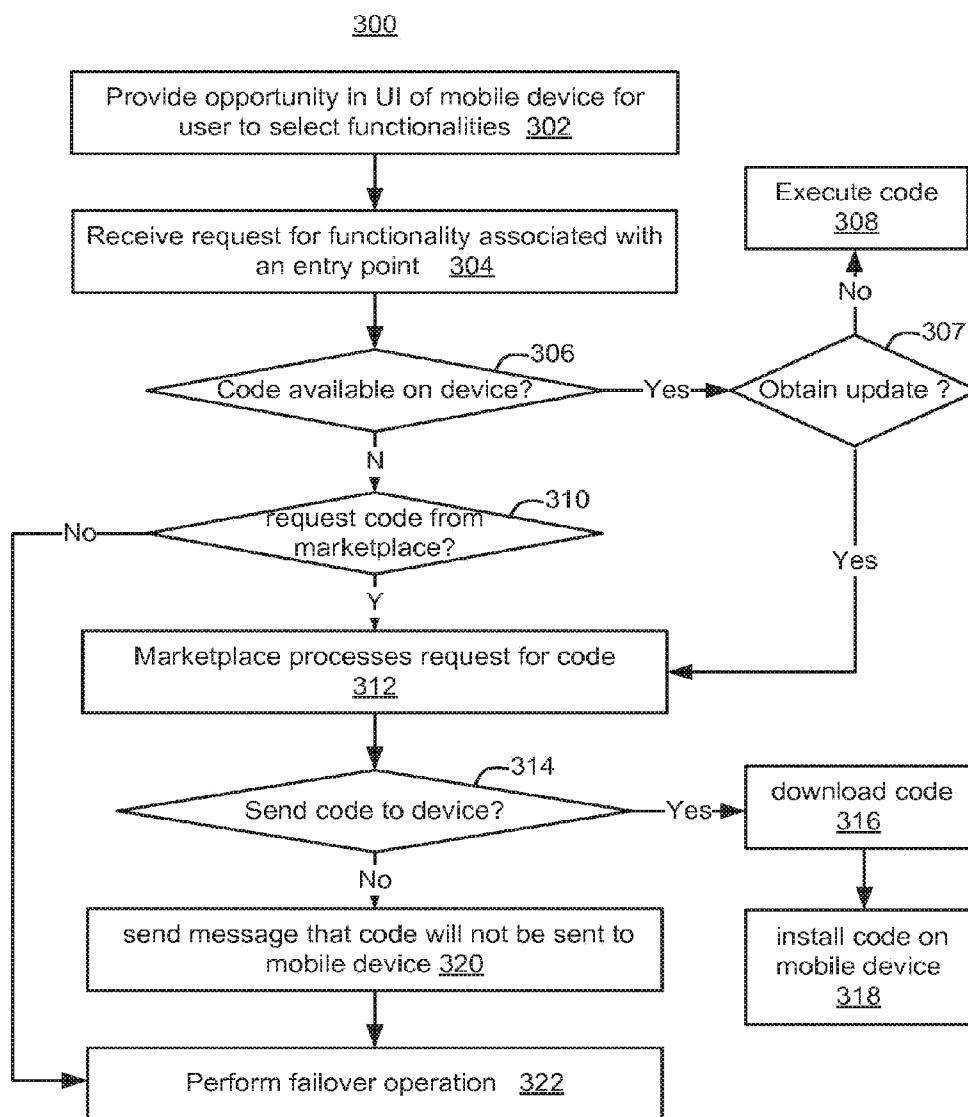 300
Provide opportunity in UI of mobile device for
user to select functionalities 302
Receive request for functionality associated with
an entry point 304
Execute code
308
No
307
306
Code available on device?
Yes
Obtain update ?
N
310
request code from
marketplace?
No
Yes
Y
Marketplace processes request for code
312
314
Send code to device?
Yes
download code
316
No
send message that code will not be sent to
mobile device 320
install code on
mobile device
318
Perform failover operation 322